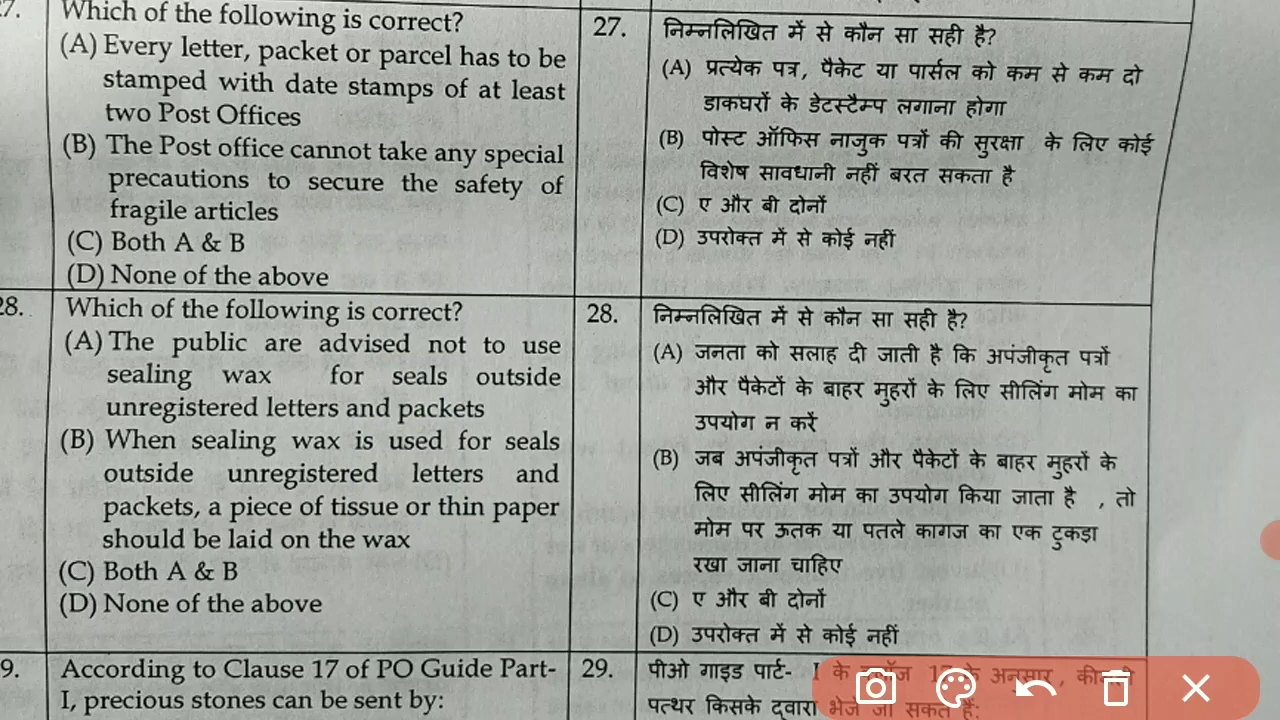 7.
Which of the following is correct?
(A) Every letter, packet or parcel has to be
stamped with date stamps of at least
two Post Offices
(B) The Post office cannot take any special
precautions to secure the safety of
fragile articles
(C) Both A & B
(D) None of the above
27.
निम्नलिखित में से कौन सा सही है?
(A) प्रत्येक पत्र, पैकेट या पार्सल को कम से कम दो
डाकघरों के डेटस्टैम्प लगाना होगा
(B) पोस्ट ऑफिस नाजुक पत्रों की सुरक्षा के लिए कोई
विशेष सावधानी नहीं बरत सकता है
(C) ए और बी दोनों
(D) उपरोक्त में से कोई नहीं
28.
Which of the following is correct?
(A) The public are advised not to use
sealing wax for seals outside
unregistered letters and packets
(B) When sealing wax is used for seals
outside unregistered letters and
packets, a piece of tissue or thin paper
should be laid on the wax
(C) Both A & B
(D) None of the above
28.
निम्नलिखित में से कौन सा सही है?
(A) जनता को सलाह दी जाती है कि अपंजीकृत पत्रों
और पैकेटों के बाहर मुहरों के लिए सीलिंग मोम का
उपयोग न करें
(B) जब अपंजीकृत पत्रों और पैकेटों के बाहर मुहरों के
लिए सीलिंग मोम का उपयोग किया जाता है , तो
मोम पर ऊतक या पतले कागज का एक टुकड़ा
रखा जाना चाहिए
(C) ए और बी दोनों
(D) उपरोक्त में से कोई नहीं
9.
According to Clause 17 of PO Guide Part-
I, precious stones can be sent by:
29.
पीओ गाइड पार्ट- I के 17 के अनुसार,
पत्थर किसके द्वारा भेजे जा सकते हैं: